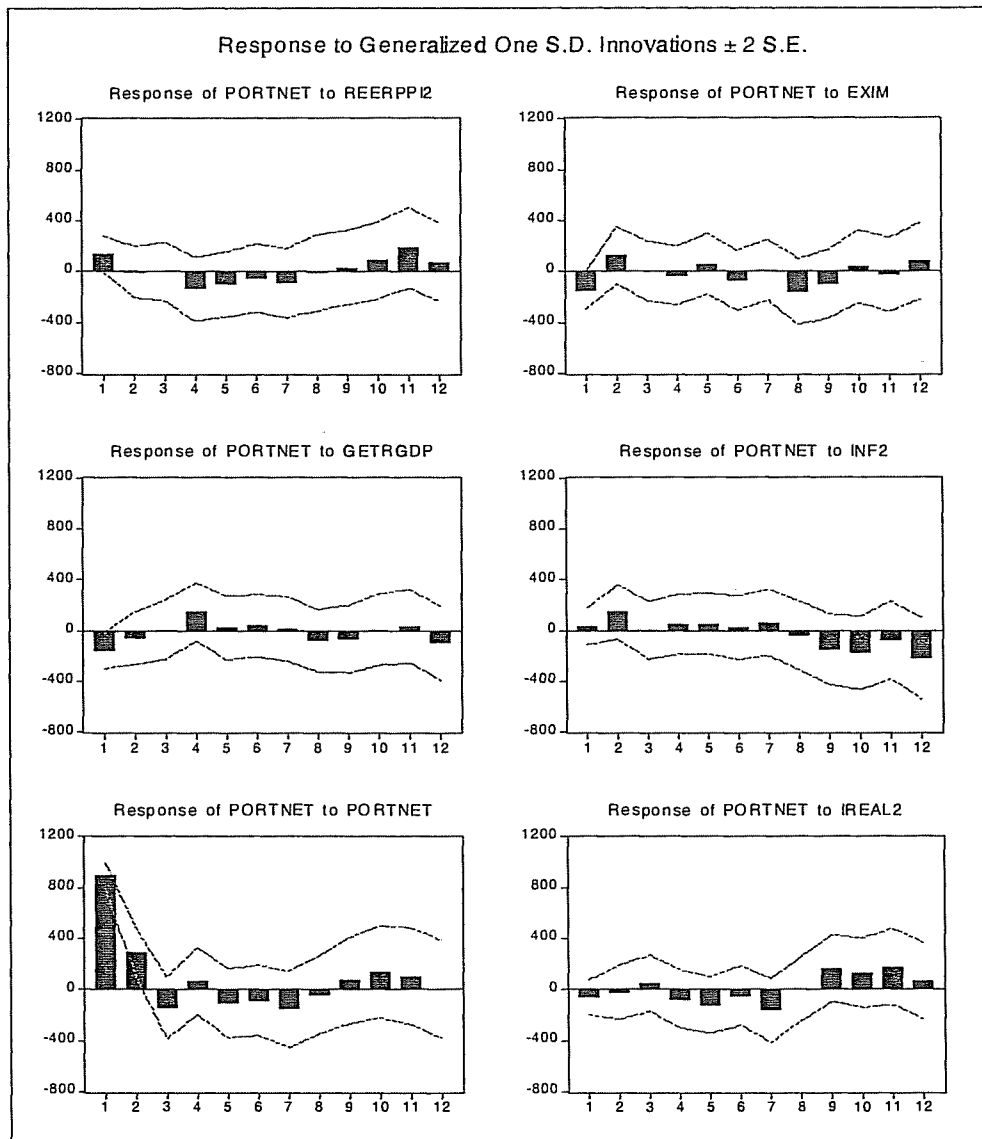 Response to Generalized One S.D. Innovations ± 2 S.E.
Response of PORTNET to REERPPI2
1200
800
400
0
-400
-800
1 2 3 4 5 6 7 8 9 10 11 12
Response of PORTNET to EXIM
1200
800
400
0
-400
-800
1 2 3 4 5 6 7 8 9 10 11 12
Response of PORTNET to GETRGDP
1200
800
400
0
-400
-800
1 2 3 4 5 6 7 8 9 10 11 12
Response of PORTNET to INF2
1200
800
400
0
-400
-800
1 2 3 4 5 6 7 8 9 10 11 12
Response of PORTNET to PORTNET
1200
800
400
0
-400
-800
1 2 3 4 5 6 7 8 9 10 11 12
Response of PORTNET to IREAL2
1200
800
400
0
-400
-800
1 2 3 4 5 6 7 8 9 10 11 12